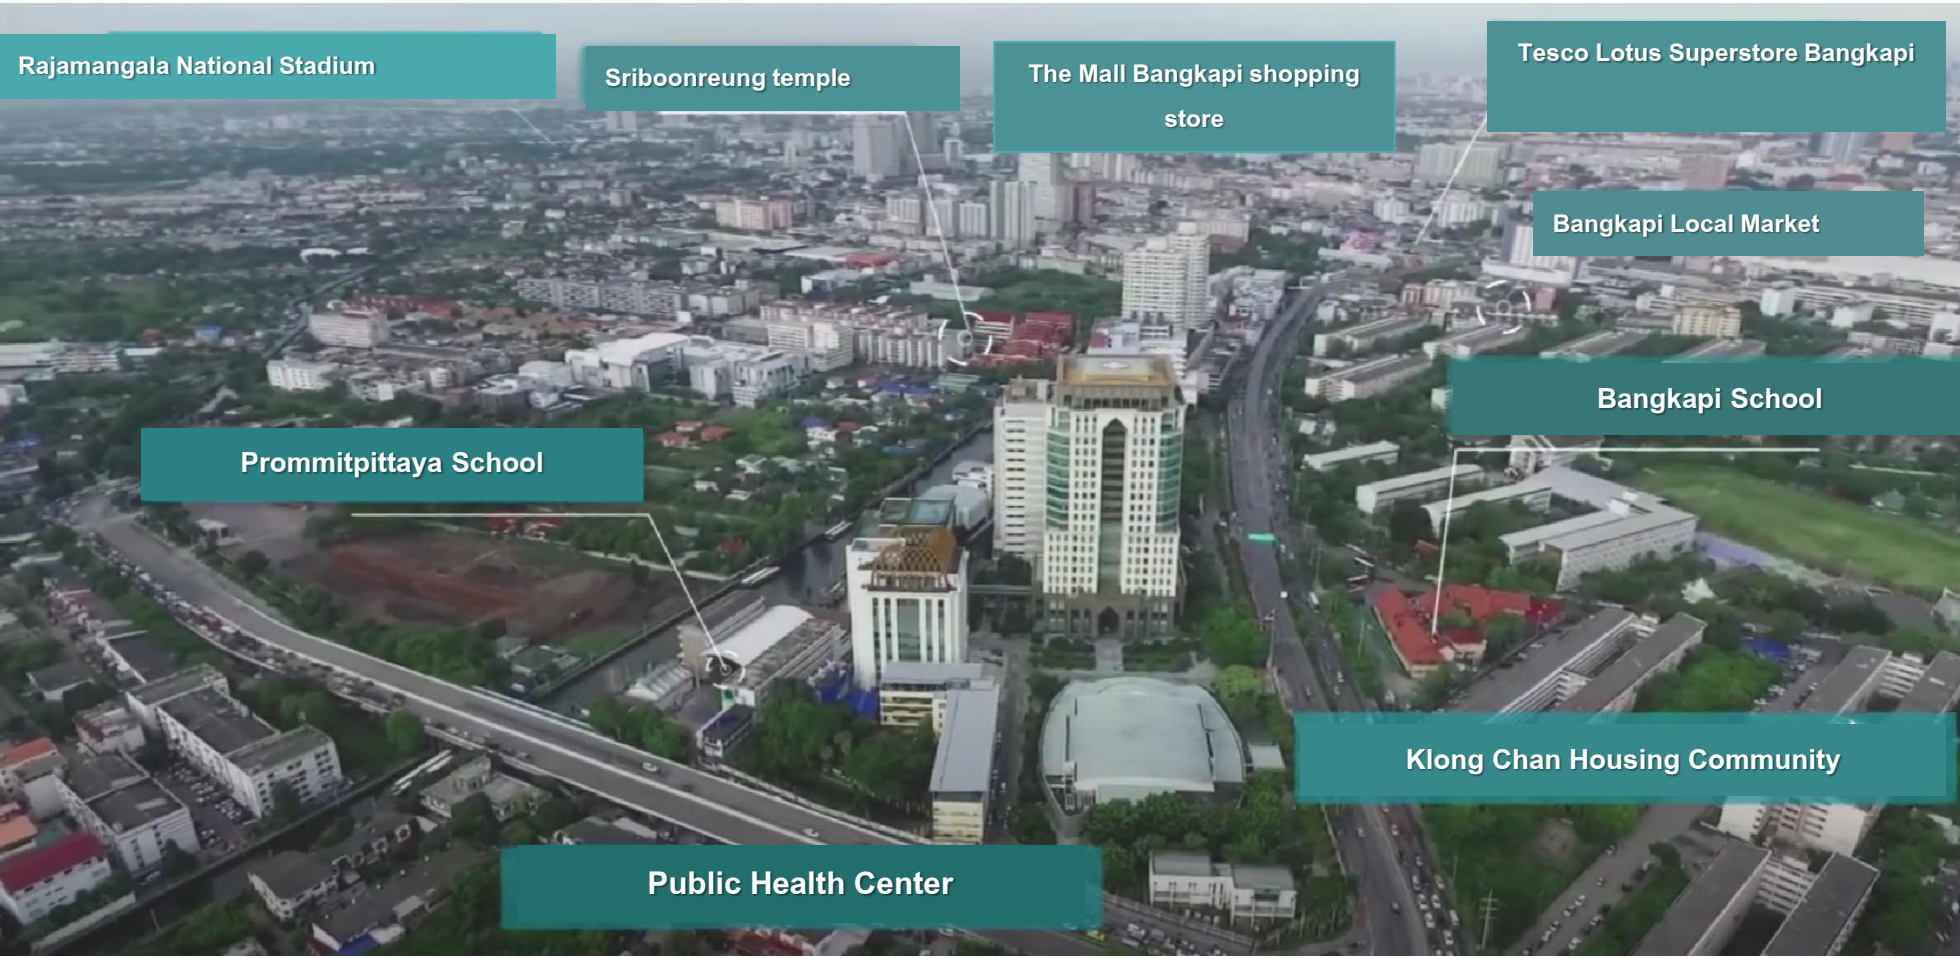 Rajamangala National Stadium
Sriboonreung temple
The Mall Bangkapi shopping
store
Tesco Lotus Superstore Bangkapi
Bangkapi Local Market
Bangkapi School
Prommitpittaya School
Klong Chan Housing Community
Public Health Center